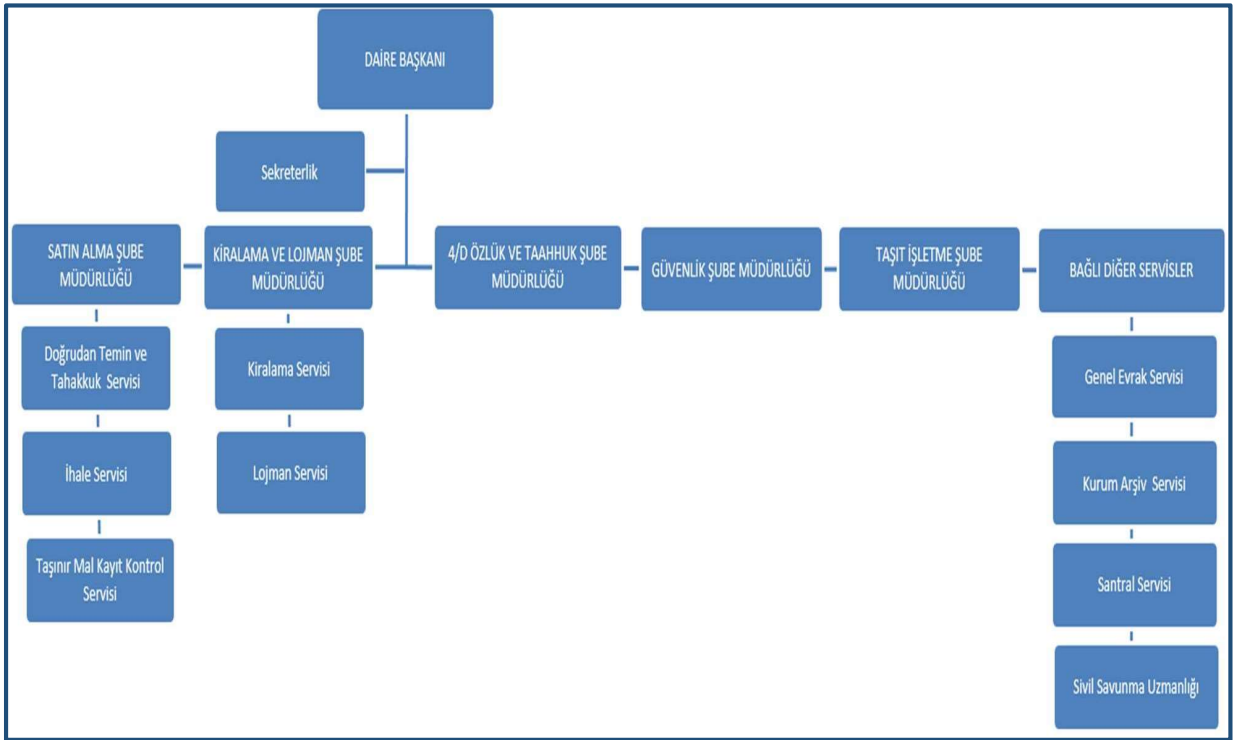 DAİRE BAŞKANI
Sekreterlik
SATIN ALMA ŞUBE
MÜDÜRLÜĞÜ
KİRALAMA VE LOJMAN ŞUBE
MÜDÜRLÜĞÜ
4/D ÖZLÜK VE TAAHHUK ŞUBE
MÜDÜRLÜĞÜ
GÜVENLİK ŞUBE MÜDÜRLÜĞÜ
TAŞIT İŞLETME ŞUBE
MÜDÜRLÜĞÜ
BAĞLI DİĞER SERVİSLER
Doğrudan Temin ve
Tahakkuk Servisi
İhale Servisi
Taşınır Mal Kayıt Kontrol
Servisi
Kiralama Servisi
Lojman Servisi
Genel Evrak Servisi
Kurum Arşiv Servisi
Santral Servisi
Sivil Savunma Uzmanlığı